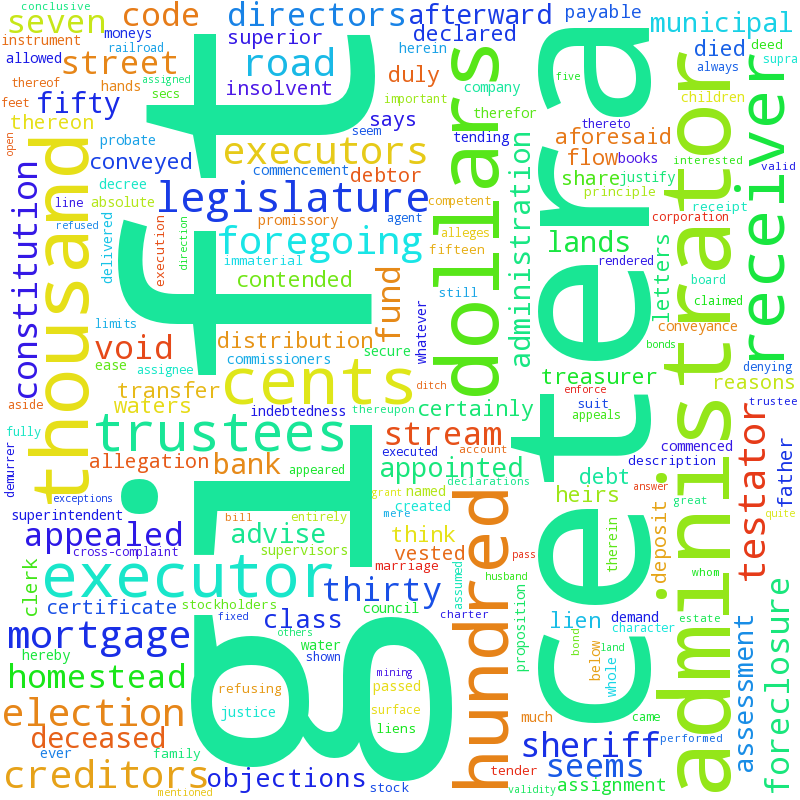 conclusive
seven
code
directors
afterward
payable
municipal
instrument
moneys
railroad
superior
declared
herein
died
deed
supra
allowed
assigned
street
road
duly
company
five
always
thereof
hands
secs
insolvent
important
therefor
children
feet
fifty
says
thereto
thereon
probate
seem
tending
aforesaid
open
conveyed
executors
flow
books
interested
valid
decree
commencement
debtor
share
justify
line
absolute
legislature
competent
principle
receipt
refused
promissory
agent
alleges
corporation
thousand
delivered
execution
direction
gift
foregoing
fifteen
dollars
administration
lands
letters
administrator
receiver
constitution
immaterial
rendered
board
contended
still
claimed
limits
fund
whatever
conveyance
void
distribution
secure
bonds
ease
assignee
commissioners
treasurer
denying
transfer
cents
ditch
enforce
reasons
aside
waters
indebtedness
thereupon
certainly
suit
appeals
trustee
fully
trustees
stream
commenced
testator
father
demurrer
allegation
bank
executed
account
description
appeared
appointed
debt
answer
great
exceptions
grant
named
declarations
heirs
deposit
quite
superintendent
bill
entirely
created
mere
et
cetera
appealed
advise
think
hundred
therein
cross-complaint
supervisors
vested
pass
whom
clerk
executor
marriage
assumed
husband
thirty
proposition
estate
certificate
stockholders
fixed
class
council
charter
lien
demand
assessment
foreclosure
mortgage
others
water
character
hereby
shown
bond
below
whole
land
homestead
mining
refusing
passed
election
justice
surface
much
came
deceased
liens
sheriff
performed
ever
family
creditors
objections
stock
tender
seems
mentioned
validity
assignment